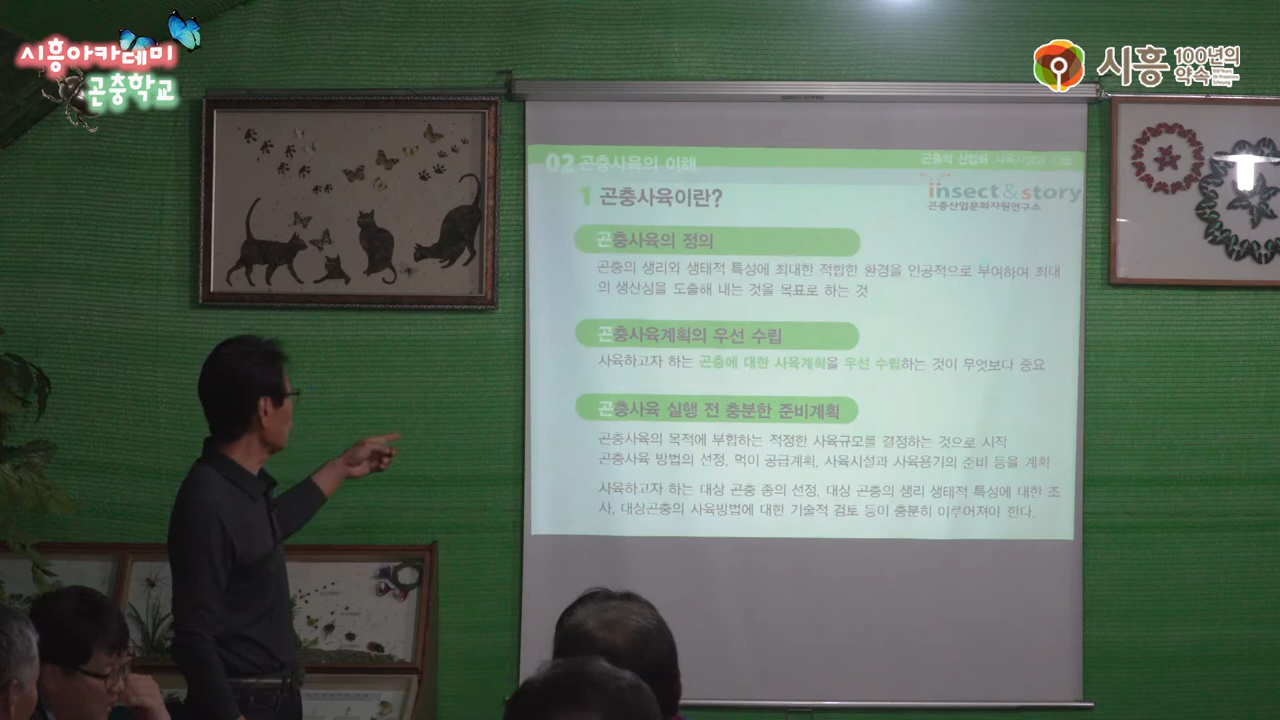 시흥아카데미
곤충학교
시흥 100년의
약속
02 곤충사육의 이해
곤충의 산업화 사육시설과 기술
1 곤충사육이란?
insect & story
곤충산업문화자원연구소
곤충사육의 정의
곤충의 생리와 생태적 특성에 최대한 적합한 환경을 인공적으로 부여하며 최대
의 생산성을 도출해 내는 것을 목표로 하는 것
곤충사육계획의 우선 수립
사육하고자 하는 곤충에 대한 사육계획을 우선 수립하는 것이 무엇보다 중요
곤충사육 실행 전 충분한 준비계획
곤충사육의 목적에 부합하는 적정한 사육규모를 결정하는 것으로 시작
곤충사육 방법의 선정, 먹이 공급계획, 사육시설과 사육용기의 준비 등을 계획
사육하고자 하는 대상 곤충 종의 선정, 대상 곤충의 생리 생태적 특성에 대한 조
사, 대상곤충의 사육방법에 대한 기술적 검토 등이 충분히 이루어져야 한다.